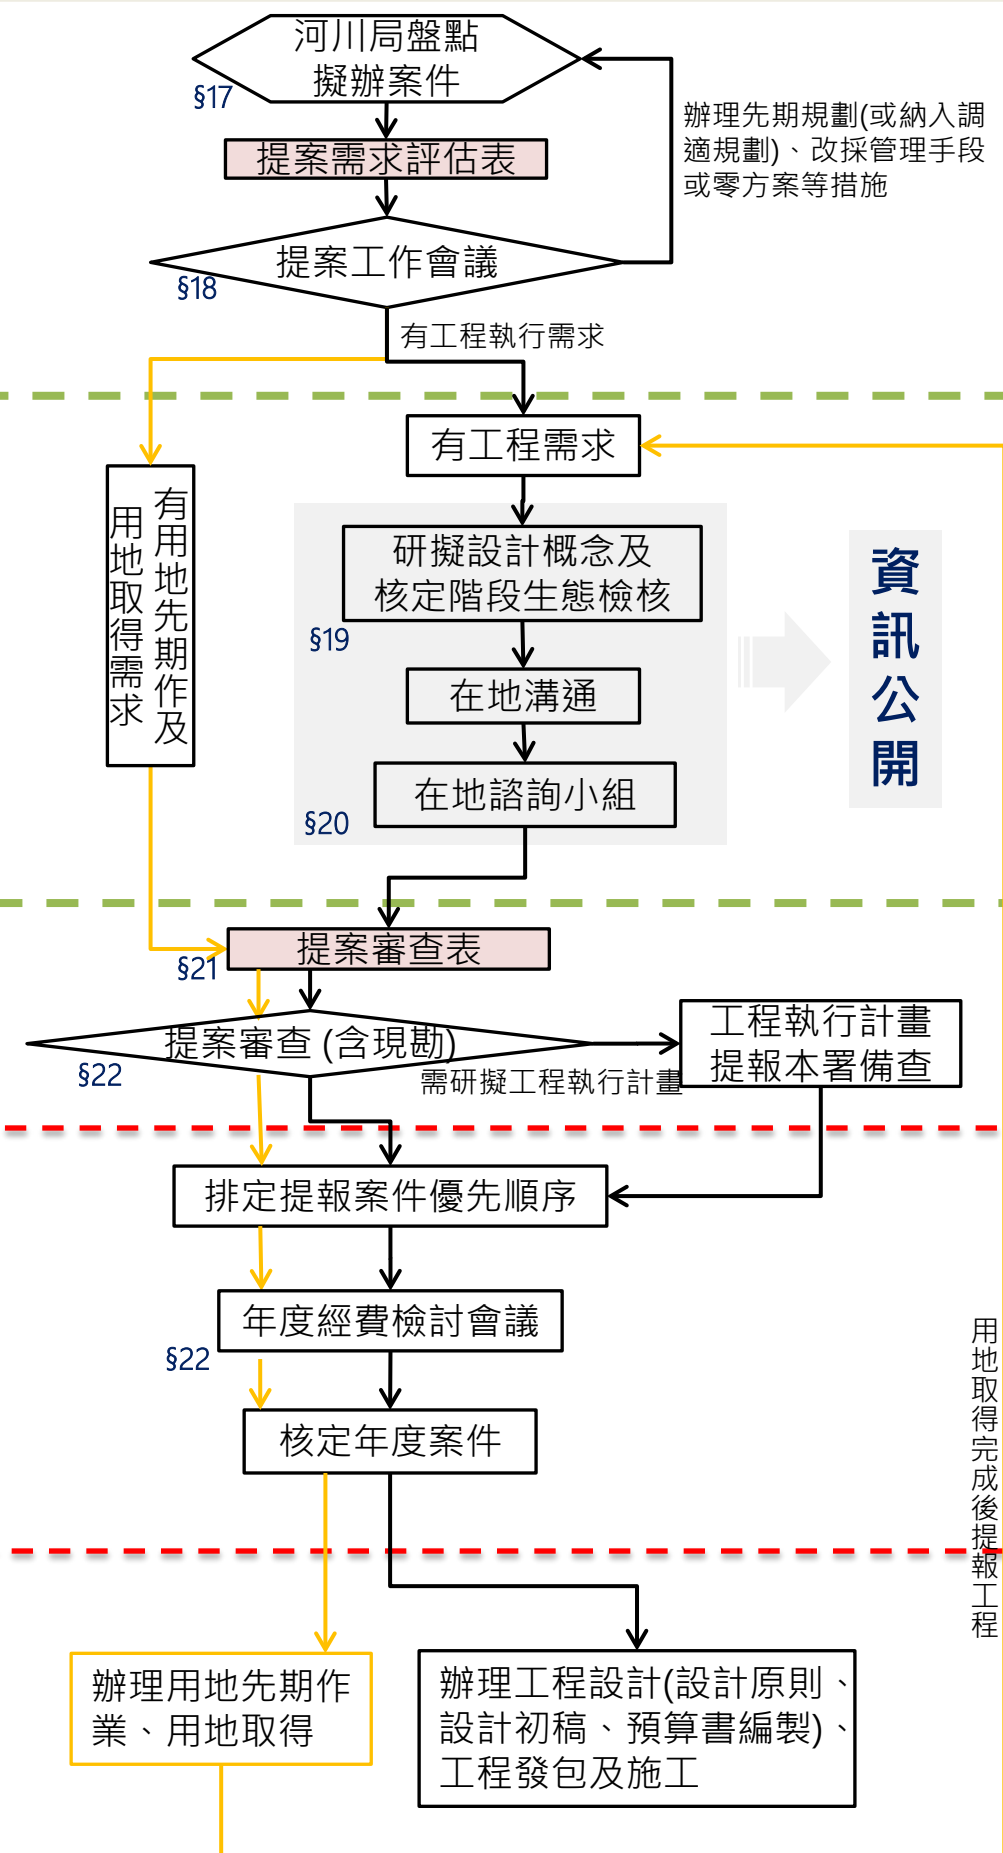 河川局盤點
擬辦案件
§17
辦理先期規劃(或納入調
適規劃)、改採管理手段
或零方案等措施
提案需求評估表
提案工作會議
§18
有工程執行需求
有工程需求
有用地先期作及
用地取得需求
研擬設計概念及
核定階段生態檢核
§19
資訊公開
在地溝通
在地諮詢小組
§20
提案審查表
§21
提案審查 (含現勘)
§22
需研擬工程執行計畫
工程執行計畫
提報本署備查
排定提報案件優先順序
年度經費檢討會議
§22
核定年度案件
用地取得完成後提報工程
辦理用地先期作
業、用地取得
辦理工程設計(設計原則、
設計初稿、預算書編製)、
工程發包及施工